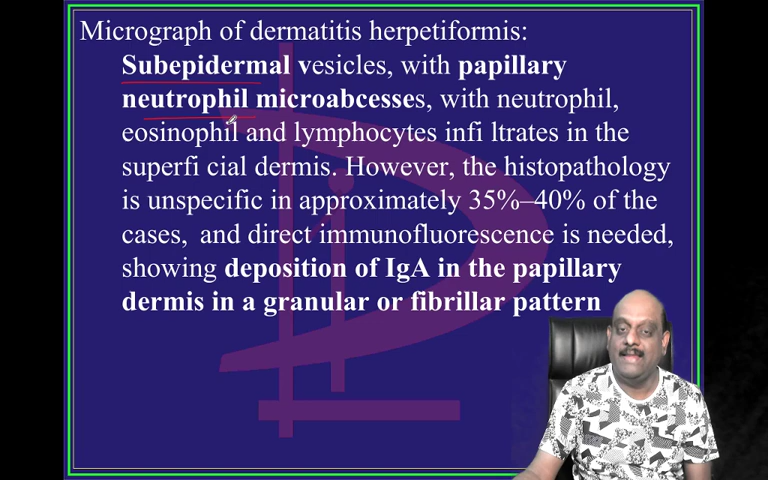 Micrograph of dermatitis herpetiformis:
Subepidermal vesicles, with papillary
neutrophil microabcesses, with neutrophil,
eosinophil and lymphocytes infi ltrates in the
superfi cial dermis. However, the histopathology
is unspecific in approximately 35%–40% of the
cases, and direct immunofluorescence is needed,
showing deposition of IgA in the papillary
dermis in a granular or fibrillar pattern